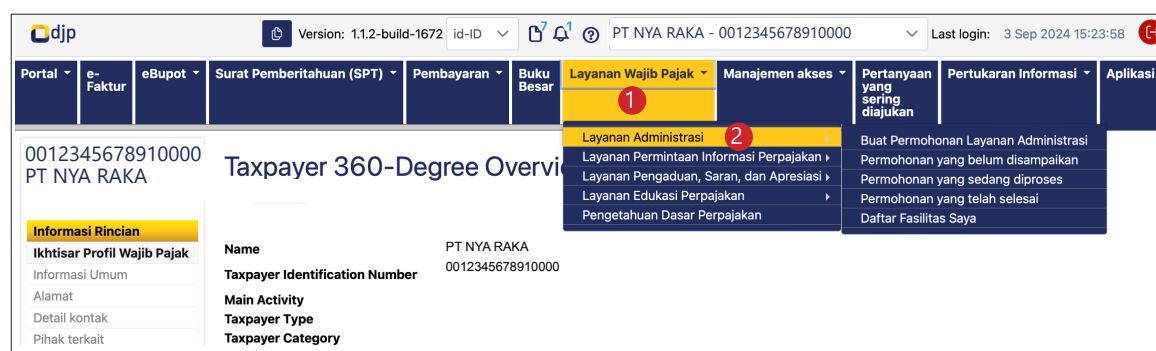 djp Version: 1.1.2-build-1672 id-ID 7 1 PT NYA RAKA - 0012345678910000 Last login: 3 Sep 2024 15:23:58
Portal e-Faktur eBupot Surat Pemberitahuan (SPT) Pembayaran Buku Besar Layanan Wajib Pajak Manajemen akses Pertanyaan yang sering diajukan Pertukaran Informasi Aplikasi
1
Layanan Administrasi 2
Layanan Permintaan Informasi Perpajakan
Layanan Pengaduan, Saran, dan Apresiasi
Layanan Edukasi Perpajakan
Pengetahuan Dasar Perpajakan
Buat Permohonan Layanan Administrasi
Permohonan yang belum disampaikan
Permohonan yang sedang diproses
Permohonan yang telah selesai
Daftar Fasilitas Saya
0012345678910000
PT NYA RAKA
Taxpayer 360-Degree Overvi
Informasi Rincian
Ikhtisar Profil Wajib Pajak
Informasi Umum
Alamat
Detail kontak
Pihak terkait
Name PT NYA RAKA
Taxpayer Identification Number 0012345678910000
Main Activity
Taxpayer Type
Taxpayer Category